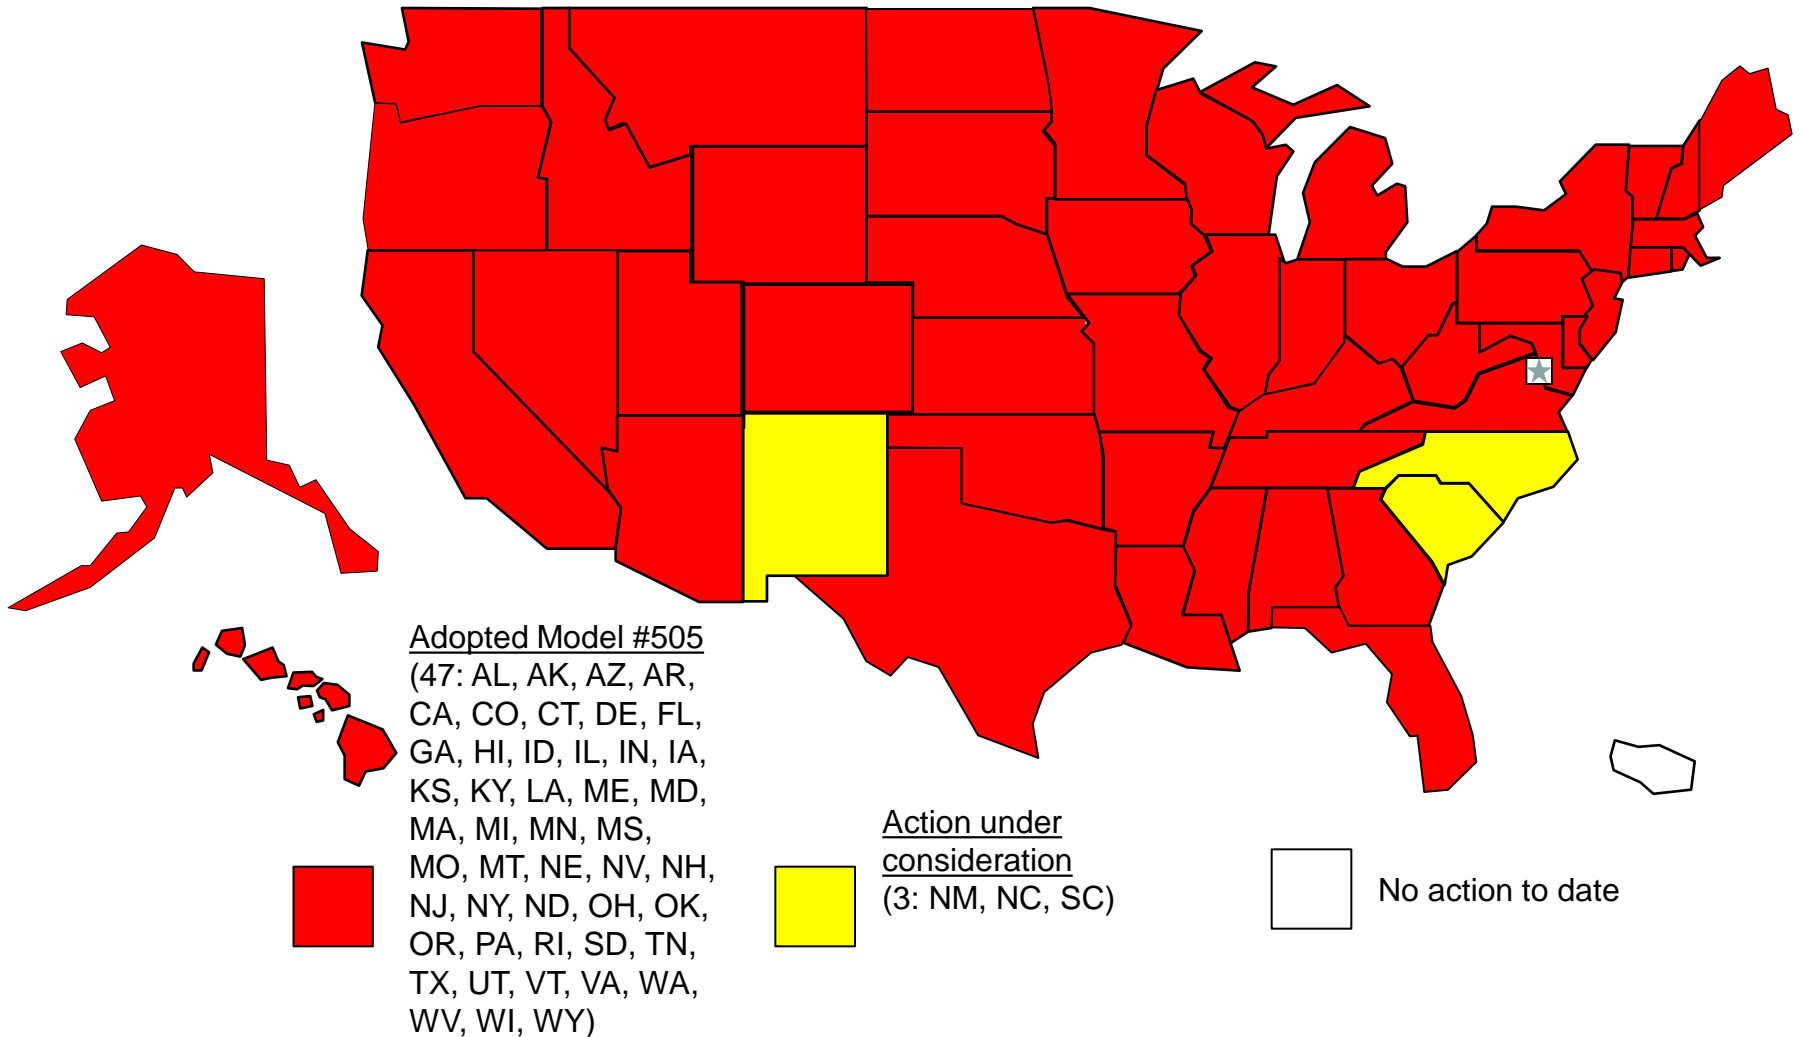 Adopted Model #505
(47: AL, AK, AZ, AR,
CA, CO, CT, DE, FL,
GA, HI, ID, IL, IN, IA,
KS, KY, LA, ME, MD,
MA, MI, MN, MS,
MO, MT, NE, NV, NH,
NJ, NY, ND, OH, OK,
OR, PA, RI, SD, TN,
TX, UT, VT, VA, WA,
WV, WI, WY)
Action under
consideration
(3: NM, NC, SC)
No action to date